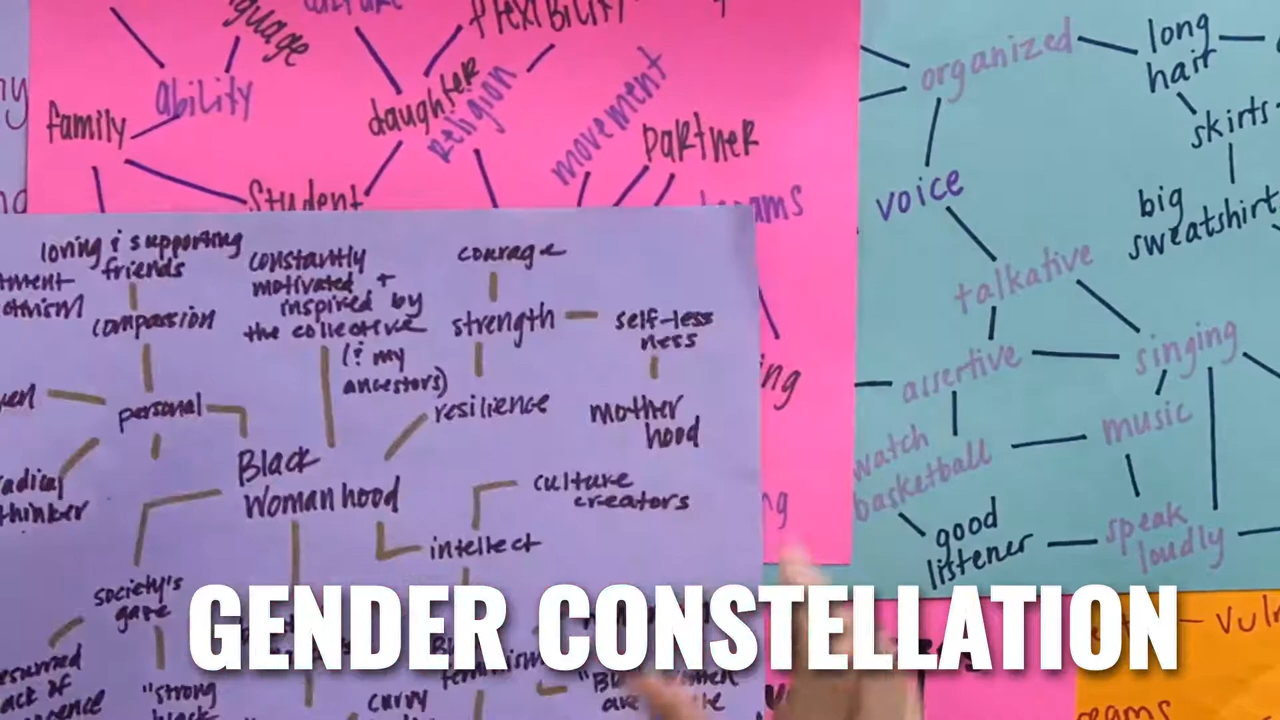 family
ability
daughter
religion
movement
partner
student
organized
long
hair
skirts
big
sweatshirt
voice
talkative
assertive
singing
music
watch
basketball
good
listener
speak
loudly
loving & supporting
friends
compassion
personal
constantly
motivated +
inspired by
the collective
(& my
ancestors)
courage
strength
self-less
ness
mother
hood
resilience
Black
Womanhood
culture
creators
intellect
society's
gaze
thinker
"strong
curvy
GENDER CONSTELLATION